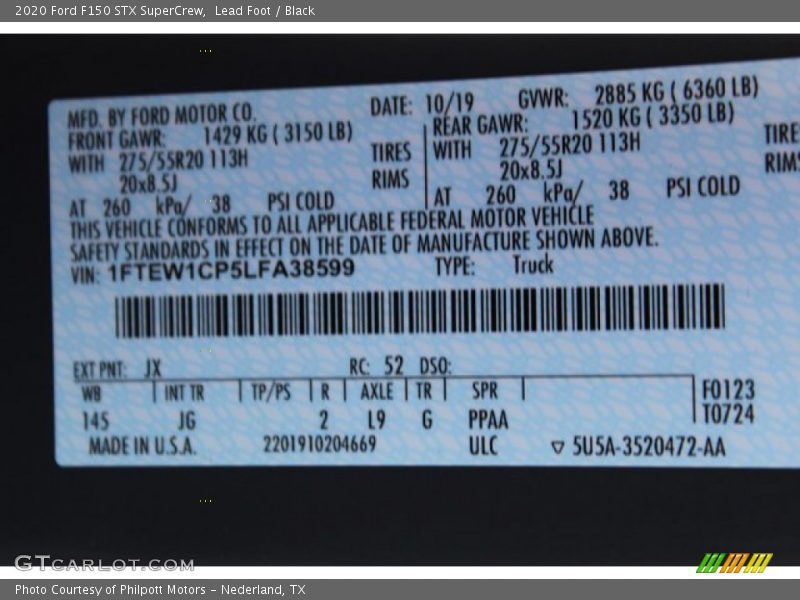 2020 Ford F150 STX SuperCrew,  Lead Foot / Black
MFD. BY FORD MOTOR CO. DATE: 10/19 GVWR: 2885 KG ( 6360 LB)
FRONT GAWR: 1429 KG ( 3150 LB) REAR GAWR: 1520 KG ( 3350 LB)
WITH 275/55R20 113H TIRES WITH 275/55R20 113H TIRE
20x8.5J RIMS 20x8.5J RIMS
AT 260 kPa/ 38 PSI COLD AT 260 kPa/ 38 PSI COLD
THIS VEHICLE CONFORMS TO ALL APPLICABLE FEDERAL MOTOR VEHICLE
SAFETY STANDARDS IN EFFECT ON THE DATE OF MANUFACTURE SHOWN ABOVE.
VIN: 1FTEW1CP5LFA38599 TYPE: Truck
EXT PNT: JX RC: 52 DSO:
WB INT TR TP/PS R AXLE TR SPR F0123
145 JG 2 L9 G PPAA T0724
MADE IN U.S.A. 2201910204669 ULC ▽ 5U5A-3520472-AA
GTCARLOT.COM
Photo Courtesy of Philpott Motors – Nederland, TX